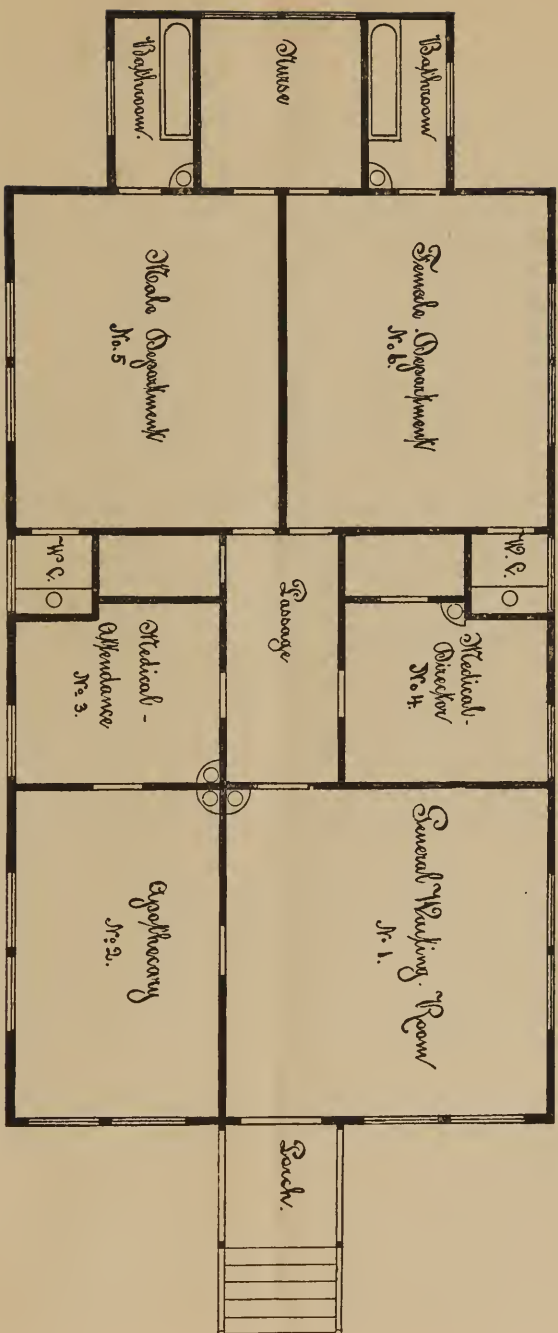 Bathroom
Female Department
No. 6.
W. C.
Medical-
Director
No 4.
General Waiting Room
No 1.
Nurse
Passage
Porch.
Bathroom.
Male Department
No. 5
W. C.
Medical-
Attendance
No 3.
Apothecary
No: 2.